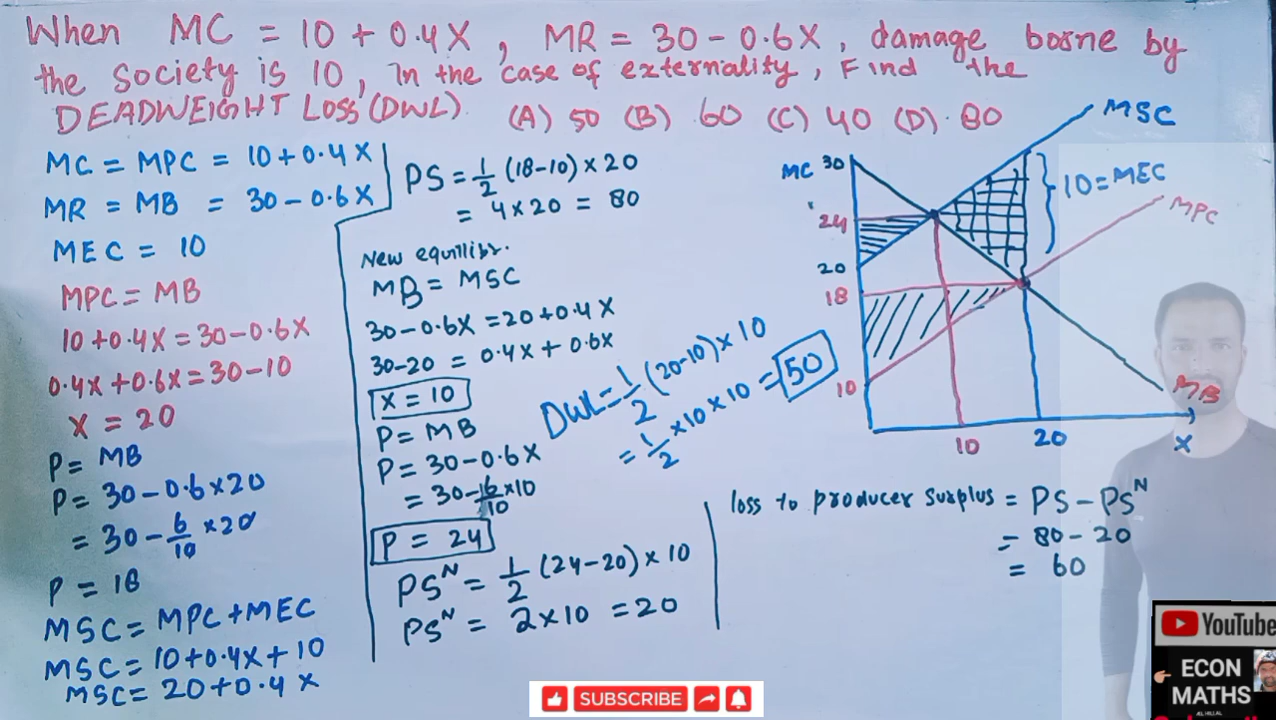 When MC = 10 + 0.4X , MR = 30 - 0.6X , damage borne by
the Society is 10, In the case of externality, Find the
DEADWEIGHT LOSS (DWL). (A) 50 (B) 60 (C) 40 (D) 80
MC = MPC = 10 + 0.4X
MR = MB = 30 - 0.6X
MEC = 10
MPC = MB
10 + 0.4X = 30 - 0.6X
0.4X + 0.6X = 30 - 10
X = 20
P = MB
P = 30 - 0.6 x 20
= 30 - 6/10 x 20
P = 18
MSC = MPC + MEC
MSC = 10 + 0.4X + 10
MSC = 20 + 0.4 X
PS = 1/2 (18-10) x 20
= 4 x 20 = 80
New equilibr.
MB = MSC
30 - 0.6X = 20 + 0.4 X
30 - 20 = 0.4X + 0.6X
X = 10
P = MB
P = 30 - 0.6 X
= 30 - 6/10 x 10
P = 24
PSᴺ = 1/2 (24-20) x 10
PSᴺ = 2 x 10 = 20
DWL = 1/2 (20-10) x 10
= 1/2 x 10 x 10 = 50
MSC
MC 30
10 = MEC
MPC
24
20
18
10
MB
10
20
X
loss to producer surplus = PS - PSᴺ
= 80 - 20
= 60
SUBSCRIBE
YouTube
ECON
MATHS